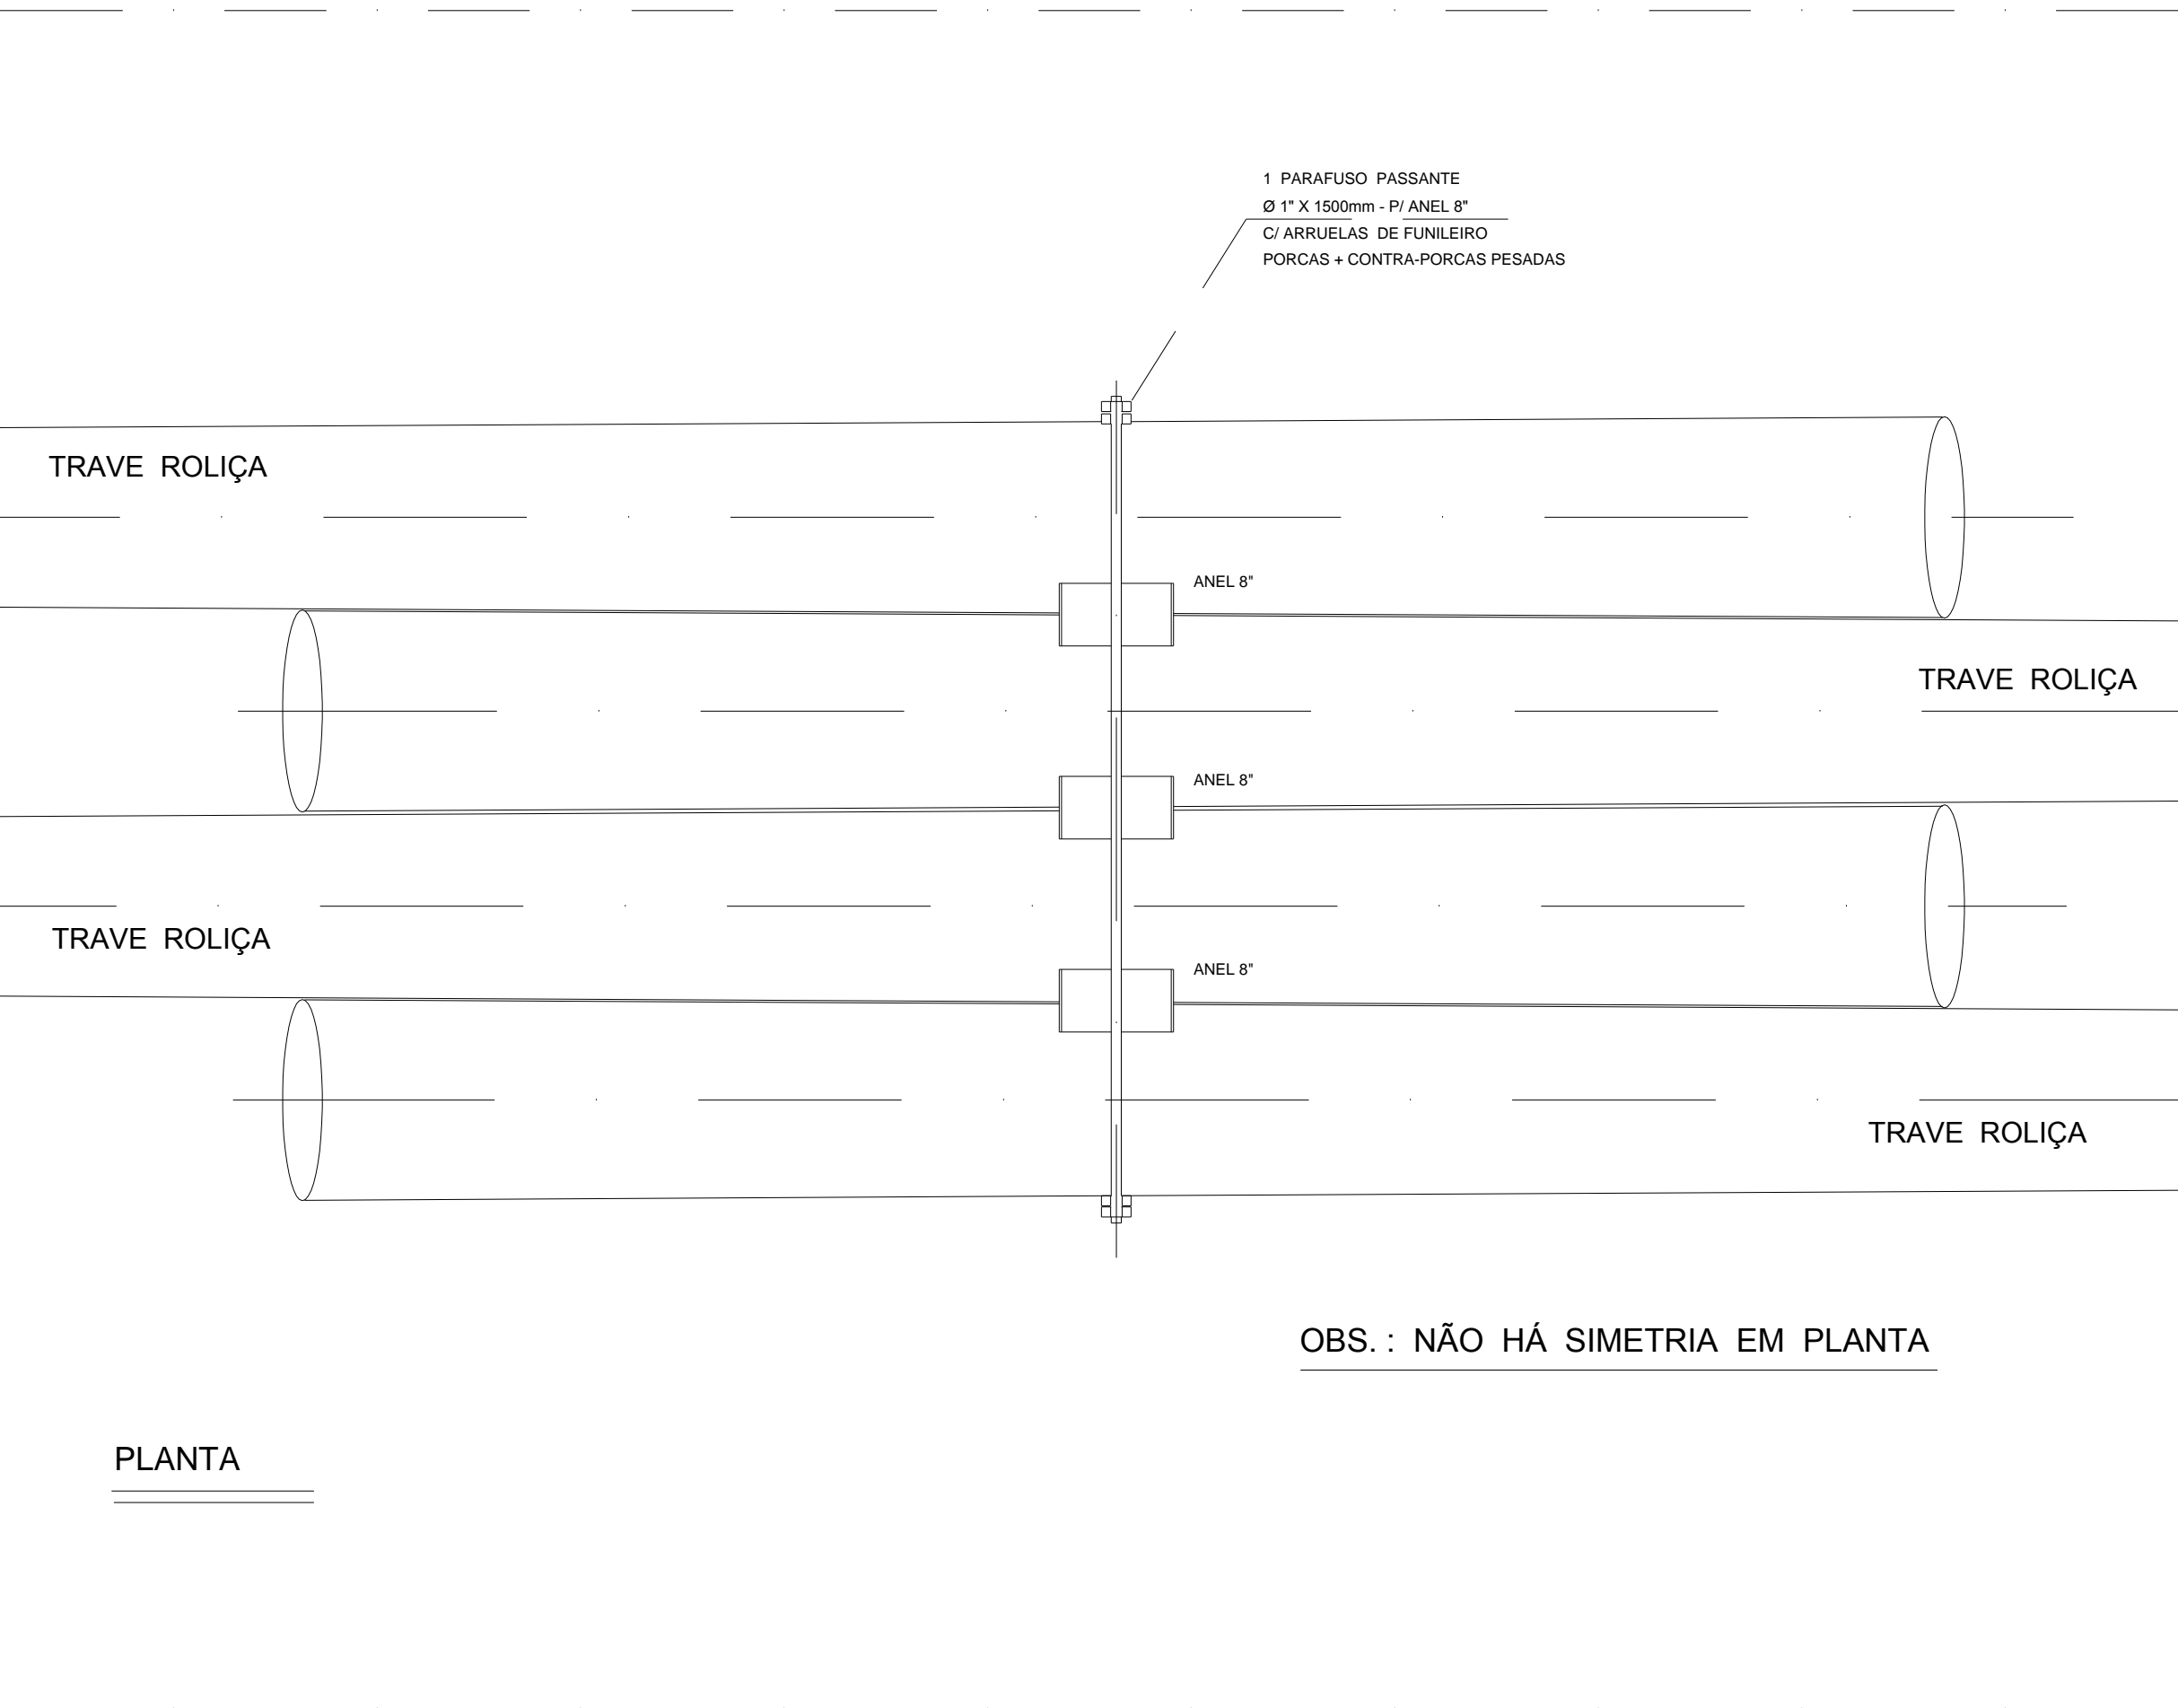 1 PARAFUSO PASSANTE
Ø 1" X 1500mm - P/ ANEL 8"
C/ ARRUELAS DE FUNILEIRO
PORCAS + CONTRA-PORCAS PESADAS
TRAVE ROLIÇA
ANEL 8"
TRAVE ROLIÇA
ANEL 8"
TRAVE ROLIÇA
ANEL 8"
TRAVE ROLIÇA
OBS. : NÃO HÁ SIMETRIA EM PLANTA
PLANTA